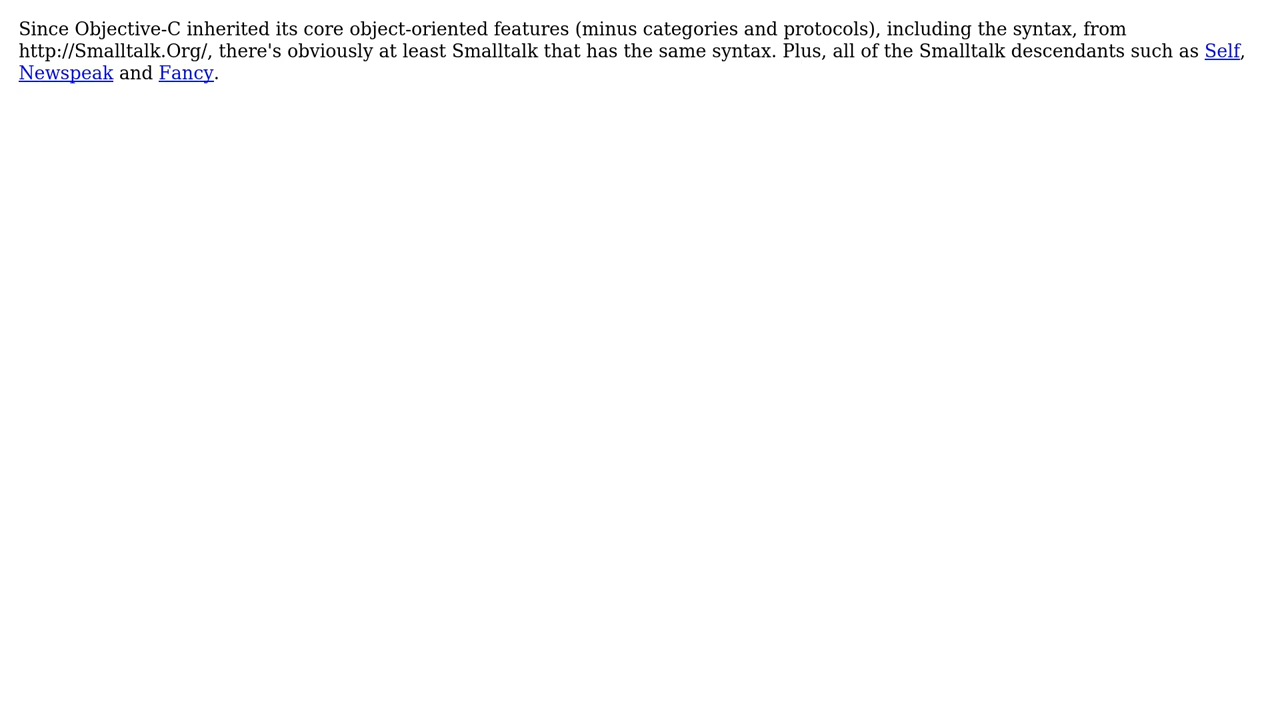 Since Objective-C inherited its core object-oriented features (minus categories and protocols), including the syntax, from
http://Smalltalk.Org/, there's obviously at least Smalltalk that has the same syntax. Plus, all of the Smalltalk descendants such as Self,
Newspeak and Fancy.